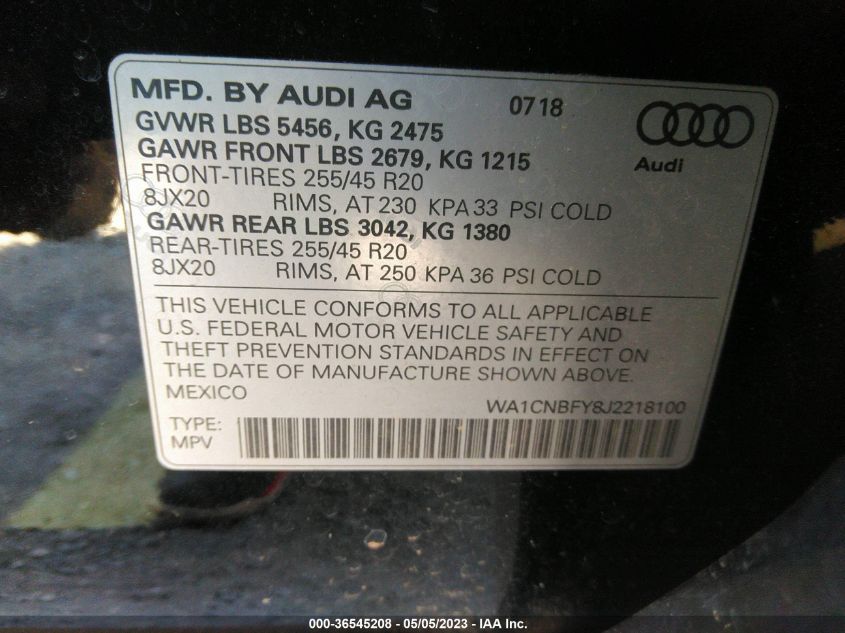 MFD. BY AUDI AG 0718
GVWR LBS 5456, KG 2475
GAWR FRONT LBS 2679, KG 1215
Audi
FRONT-TIRES 255/45 R20
8JX20 RIMS, AT 230 KPA 33 PSI COLD
GAWR REAR LBS 3042, KG 1380
REAR-TIRES 255/45 R20
8JX20 RIMS, AT 250 KPA 36 PSI COLD
THIS VEHICLE CONFORMS TO ALL APPLICABLE
U.S. FEDERAL MOTOR VEHICLE SAFETY AND
THEFT PREVENTION STANDARDS IN EFFECT ON
THE DATE OF MANUFACTURE SHOWN ABOVE.
MEXICO
WA1CNBFY8J2218100
TYPE:
MPV
000-36545208 - 05/05/2023 - IAA Inc.